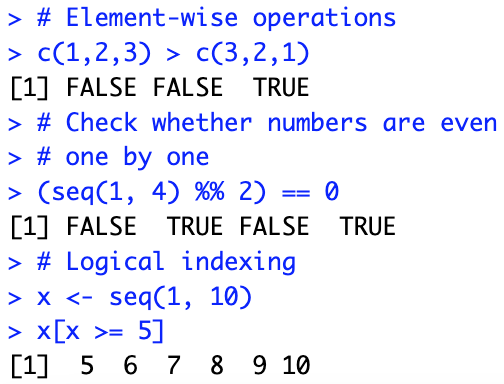 > # Element-wise operations
> c(1,2,3) > c(3,2,1)
[1] FALSE FALSE  TRUE
> # Check whether numbers are even
> # one by one
> (seq(1, 4) %% 2) == 0
[1] FALSE  TRUE FALSE  TRUE
> # Logical indexing
> x <- seq(1, 10)
> x[x >= 5]
[1]  5  6  7  8  9 10